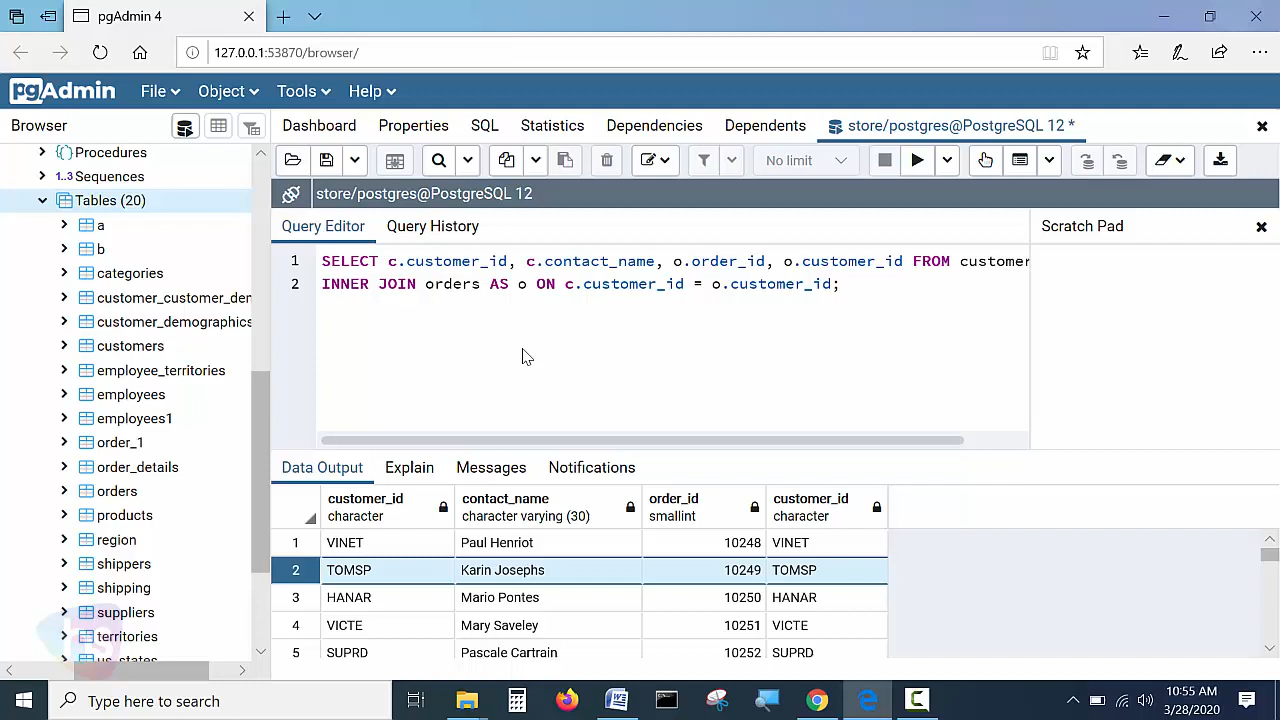 pgAdmin 4
127.0.0.1:53870/browser/
pgAdmin File Object Tools Help
Browser Dashboard Properties SQL Statistics Dependencies Dependents store/postgres@PostgreSQL 12 *
Procedures
1..3 Sequences
Tables (20)
a
b
categories
customer_customer_der
customer_demographics
customers
employee_territories
employees
employees1
order_1
order_details
orders
products
region
shippers
shipping
suppliers
territories
us_states
No limit
store/postgres@PostgreSQL 12
Query Editor Query History Scratch Pad
1 SELECT c.customer_id, c.contact_name, o.order_id, o.customer_id FROM customer
2 INNER JOIN orders AS o ON c.customer_id = o.customer_id;
Data Output Explain Messages Notifications
customer_id contact_name order_id customer_id
character character varying (30) smallint character
1 VINET Paul Henriot 10248 VINET
2 TOMSP Karin Josephs 10249 TOMSP
3 HANAR Mario Pontes 10250 HANAR
4 VICTE Mary Saveley 10251 VICTE
5 SUPRD Pascale Cartrain 10252 SUPRD
Type here to search
10:55 AM
3/28/2020